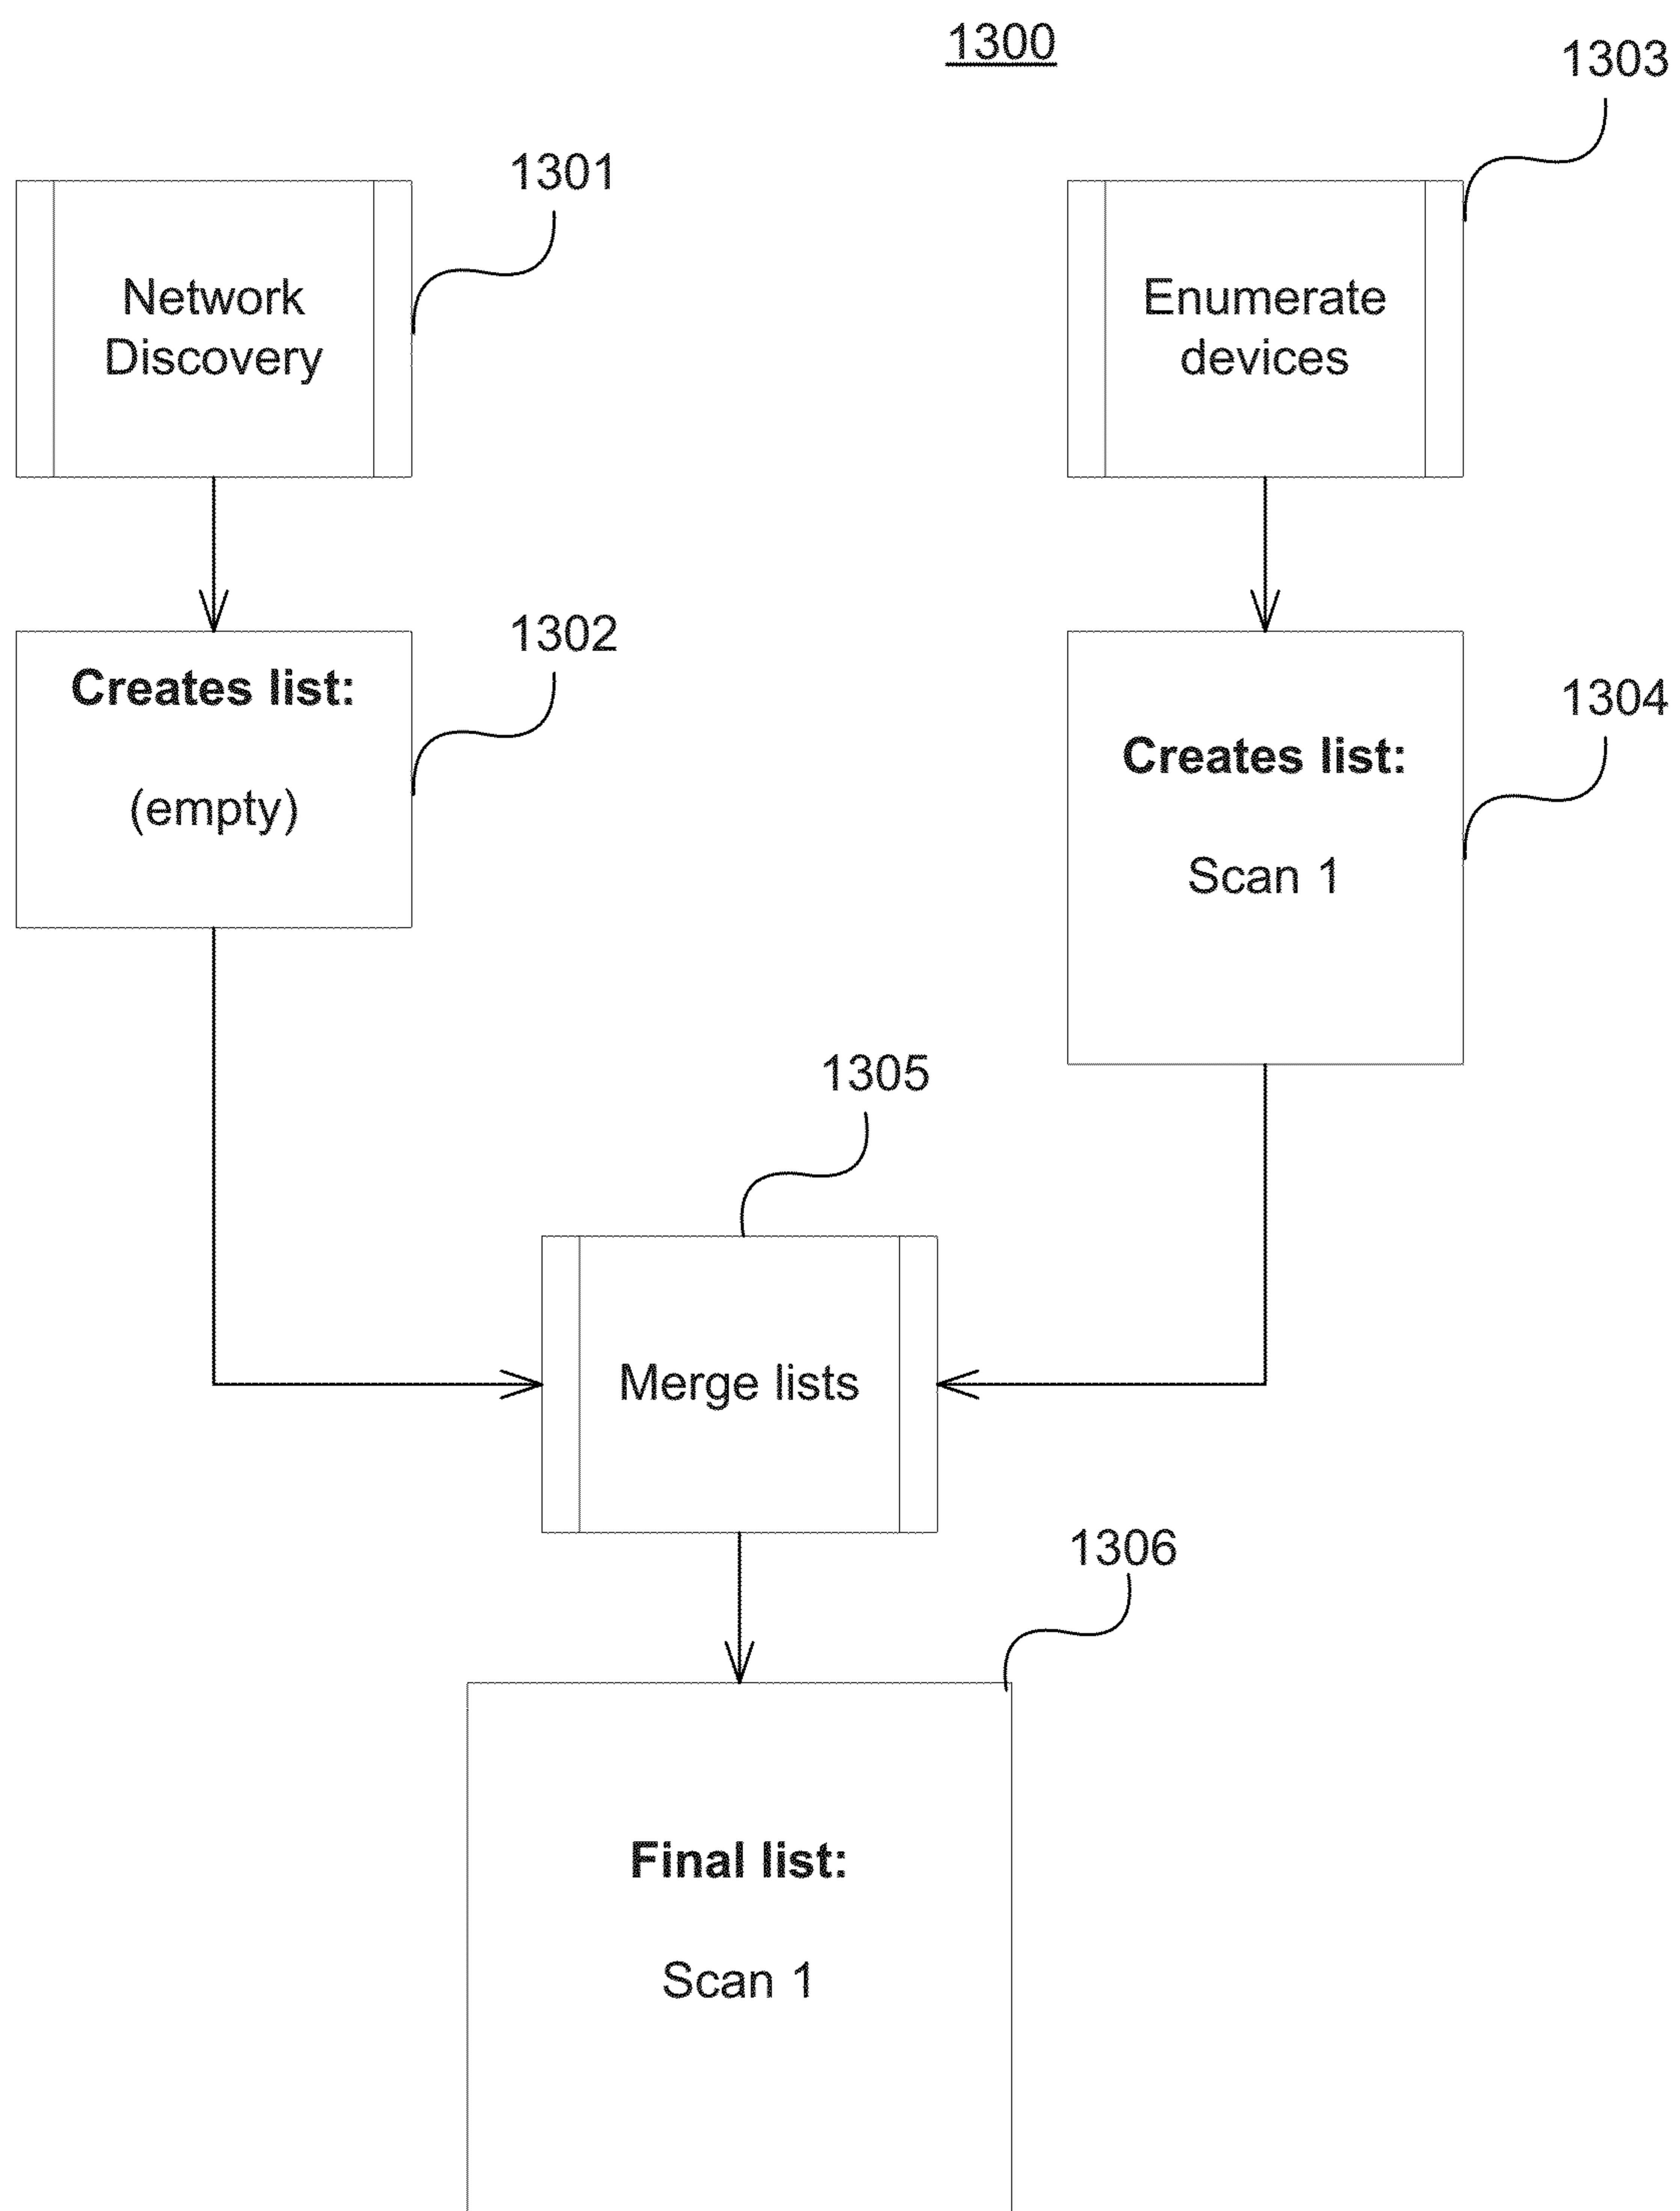 1300
1303
1301
Network
Discovery
Enumerate
devices
1302
Creates list:
(empty)
1304
Creates list:
Scan 1
1305
Merge lists
1306
Final list:
Scan 1